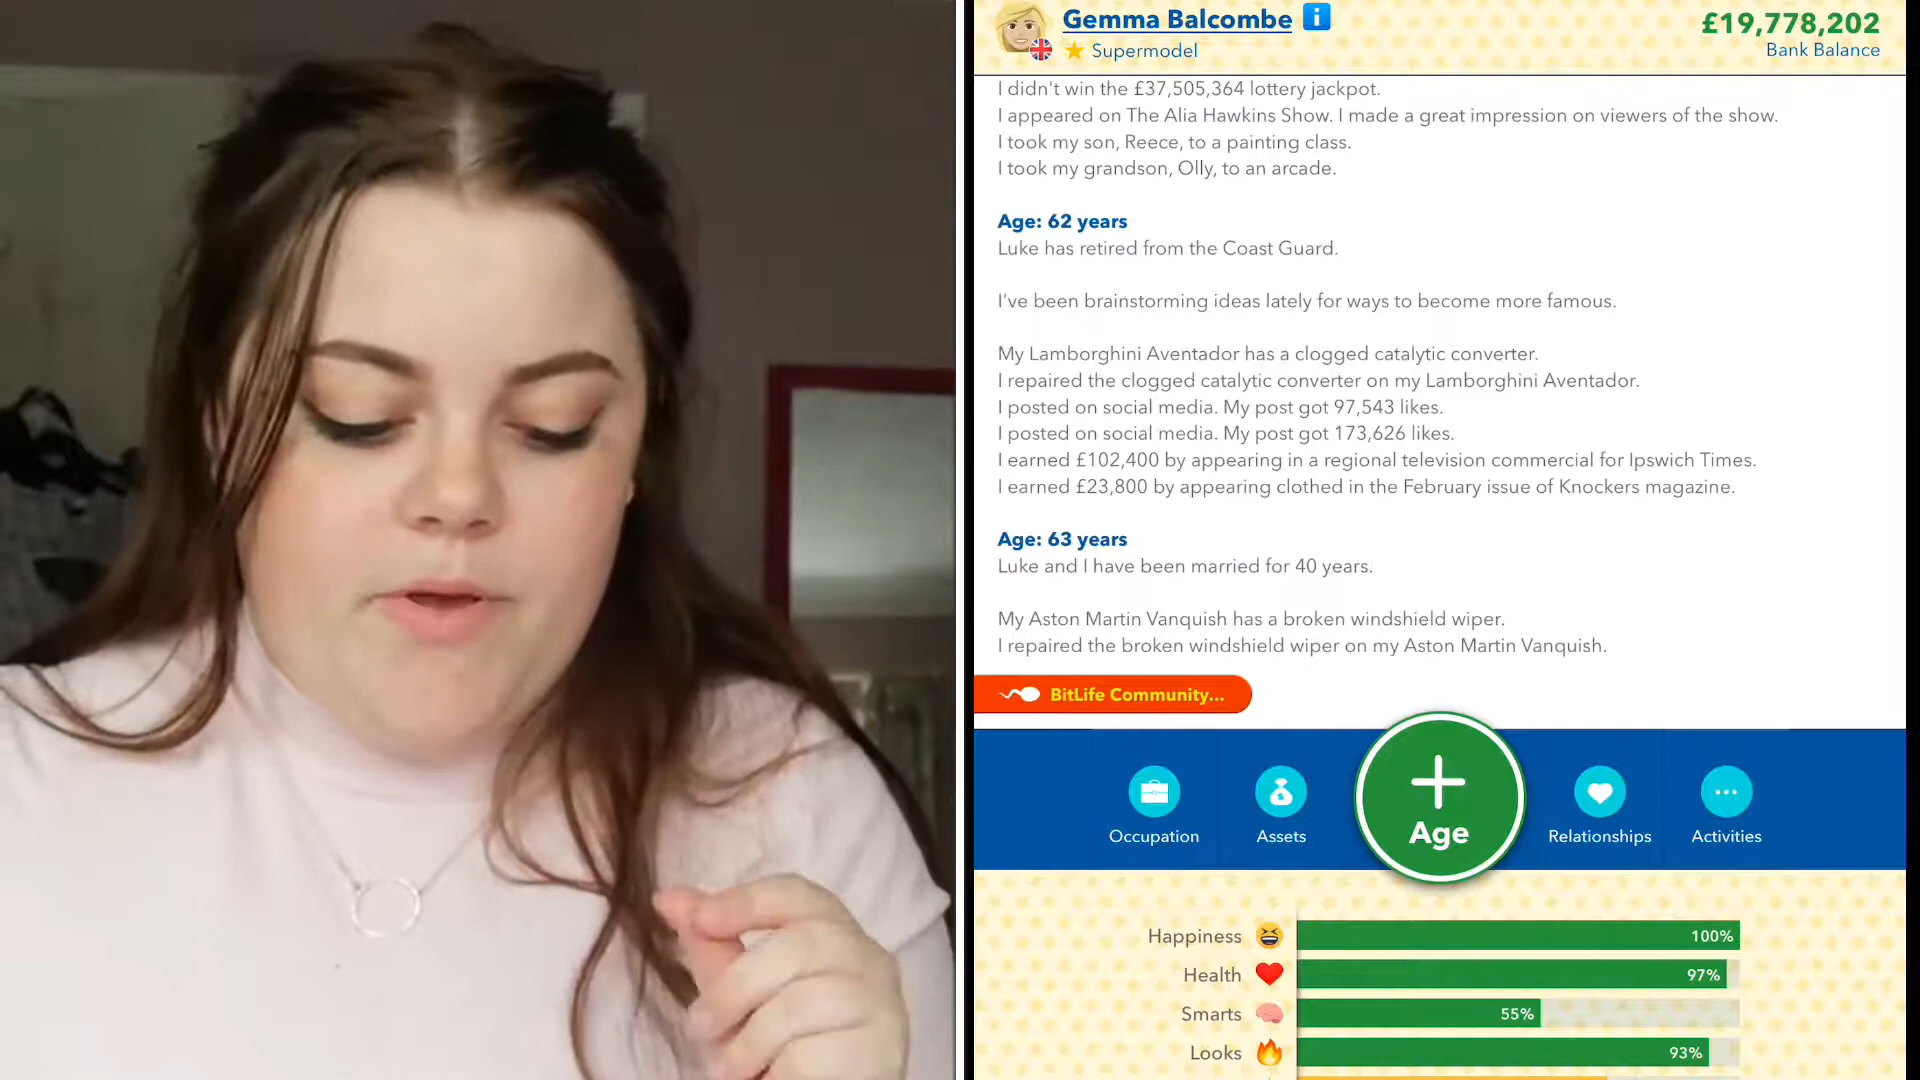 Gemma Balcombe
£19,778,202
Supermodel
Bank Balance
I didn't win the £37,505,364 lottery jackpot.
I appeared on The Alia Hawkins Show. I made a great impression on viewers of the show.
I took my son, Reece, to a painting class.
I took my grandson, Olly, to an arcade.
Age: 62 years
Luke has retired from the Coast Guard.
I've been brainstorming ideas lately for ways to become more famous.
My Lamborghini Aventador has a clogged catalytic converter.
I repaired the clogged catalytic converter on my Lamborghini Aventador.
I posted on social media. My post got 97,543 likes.
I posted on social media. My post got 173,626 likes.
I earned £102,400 by appearing in a regional television commercial for Ipswich Times.
I earned £23,800 by appearing clothed in the February issue of Knockers magazine.
Age: 63 years
Luke and I have been married for 40 years.
My Aston Martin Vanquish has a broken windshield wiper.
I repaired the broken windshield wiper on my Aston Martin Vanquish.
BitLife Community...
Occupation
Assets
Age
Relationships
Activities
Happiness 100%
Health 97%
Smarts 55%
Looks 93%